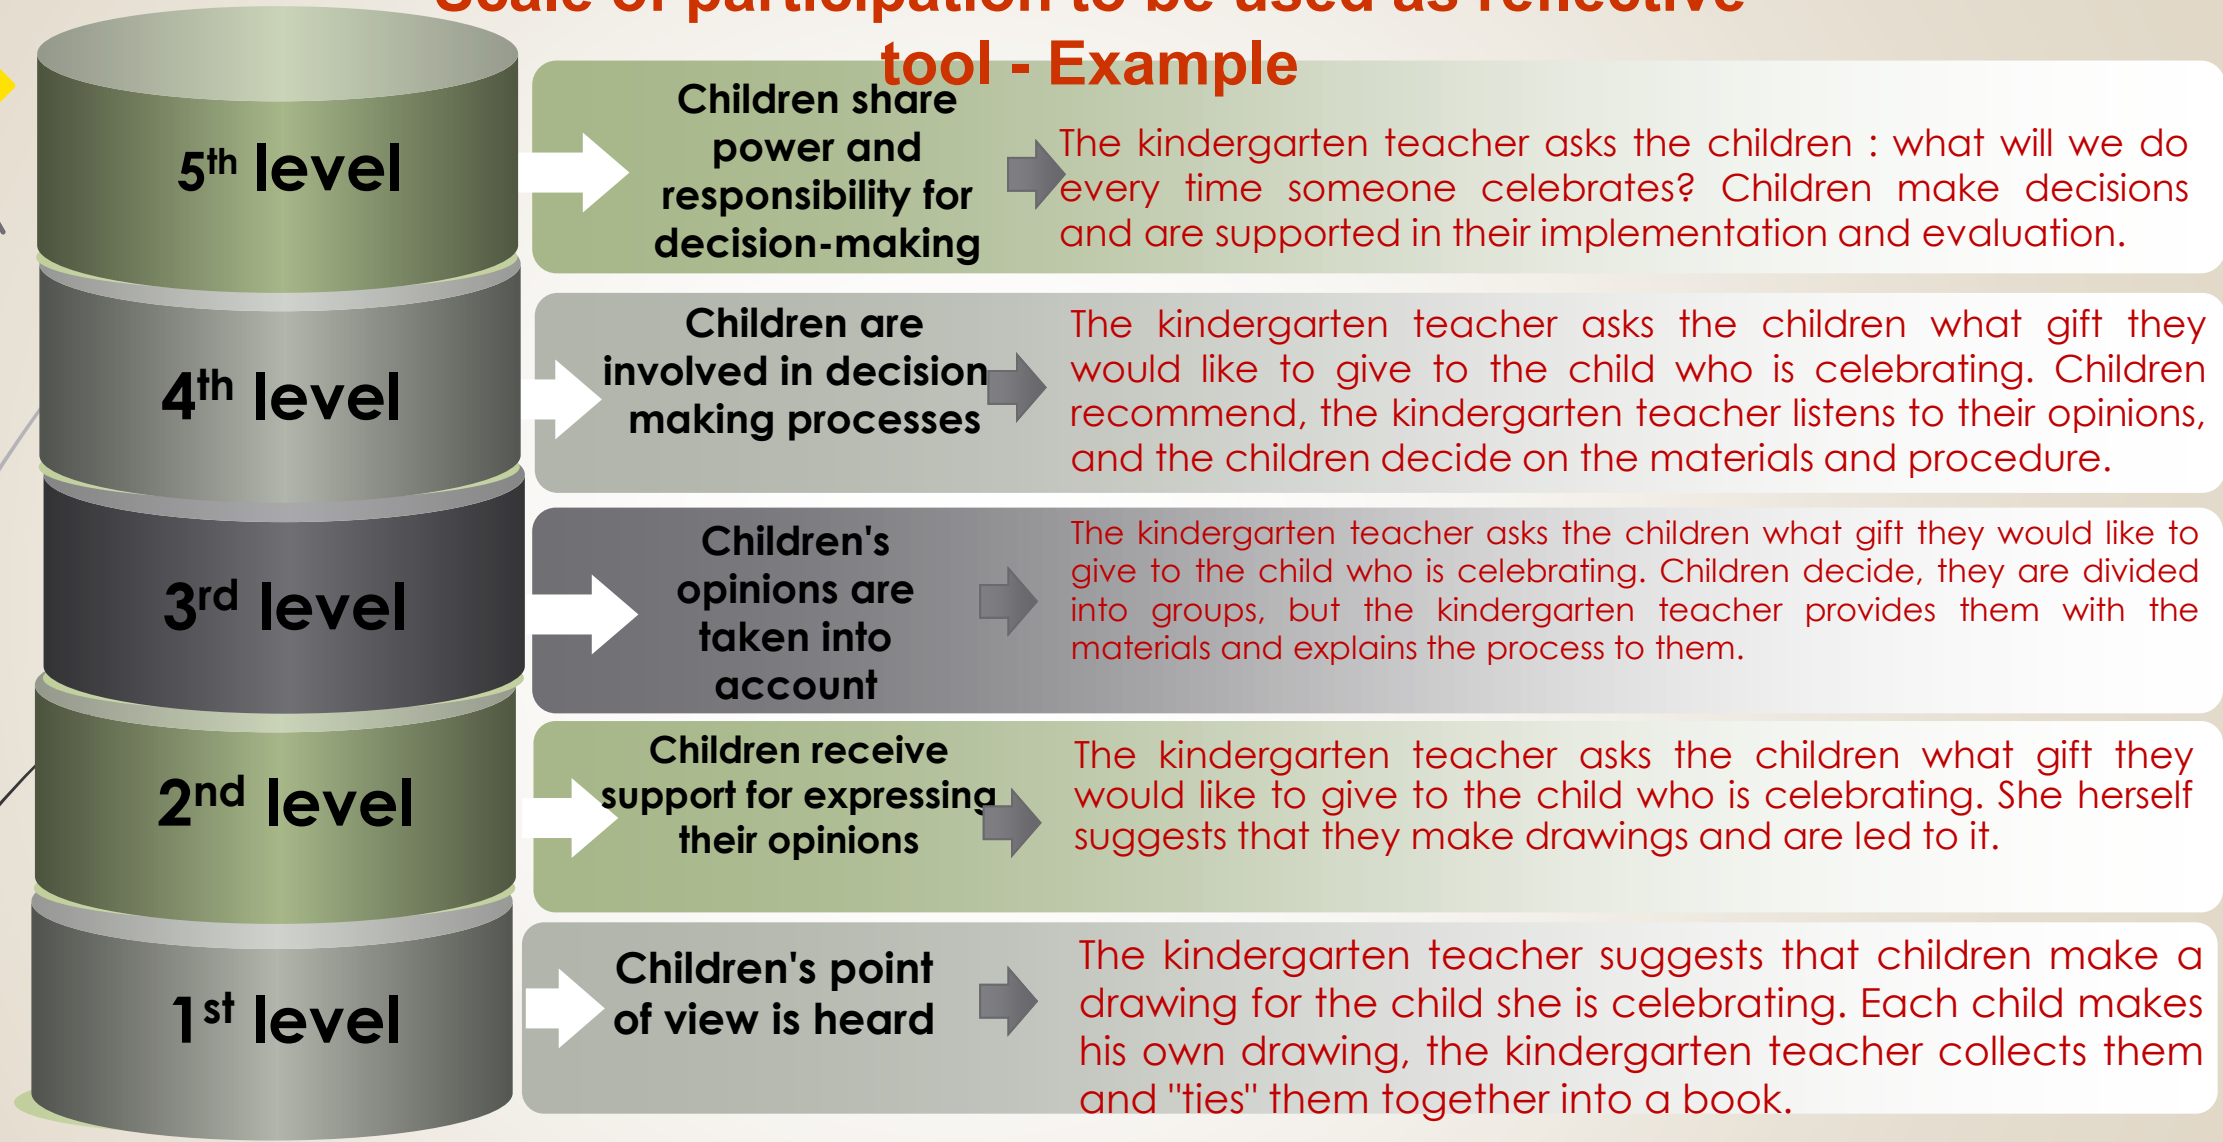 Scale of participation to be used as reflective
tool - Example
5th level
Children share
power and
responsibility for
decision-making
The kindergarten teacher asks the children : what will we do
every time someone celebrates? Children make decisions
and are supported in their implementation and evaluation.
4th level
Children are
involved in decision
making processes
The kindergarten teacher asks the children what gift they
would like to give to the child who is celebrating. Children
recommend, the kindergarten teacher listens to their opinions,
and the children decide on the materials and procedure.
3rd level
Children's
opinions are
taken into
account
The kindergarten teacher asks the children what gift they would like to
give to the child who is celebrating. Children decide, they are divided
into groups, but the kindergarten teacher provides them with the
materials and explains the process to them.
2nd level
Children receive
support for expressing
their opinions
The kindergarten teacher asks the children what gift they
would like to give to the child who is celebrating. She herself
suggests that they make drawings and are led to it.
1st level
Children's point
of view is heard
The kindergarten teacher suggests that children make a
drawing for the child she is celebrating. Each child makes
his own drawing, the kindergarten teacher collects them
and "ties" them together into a book.